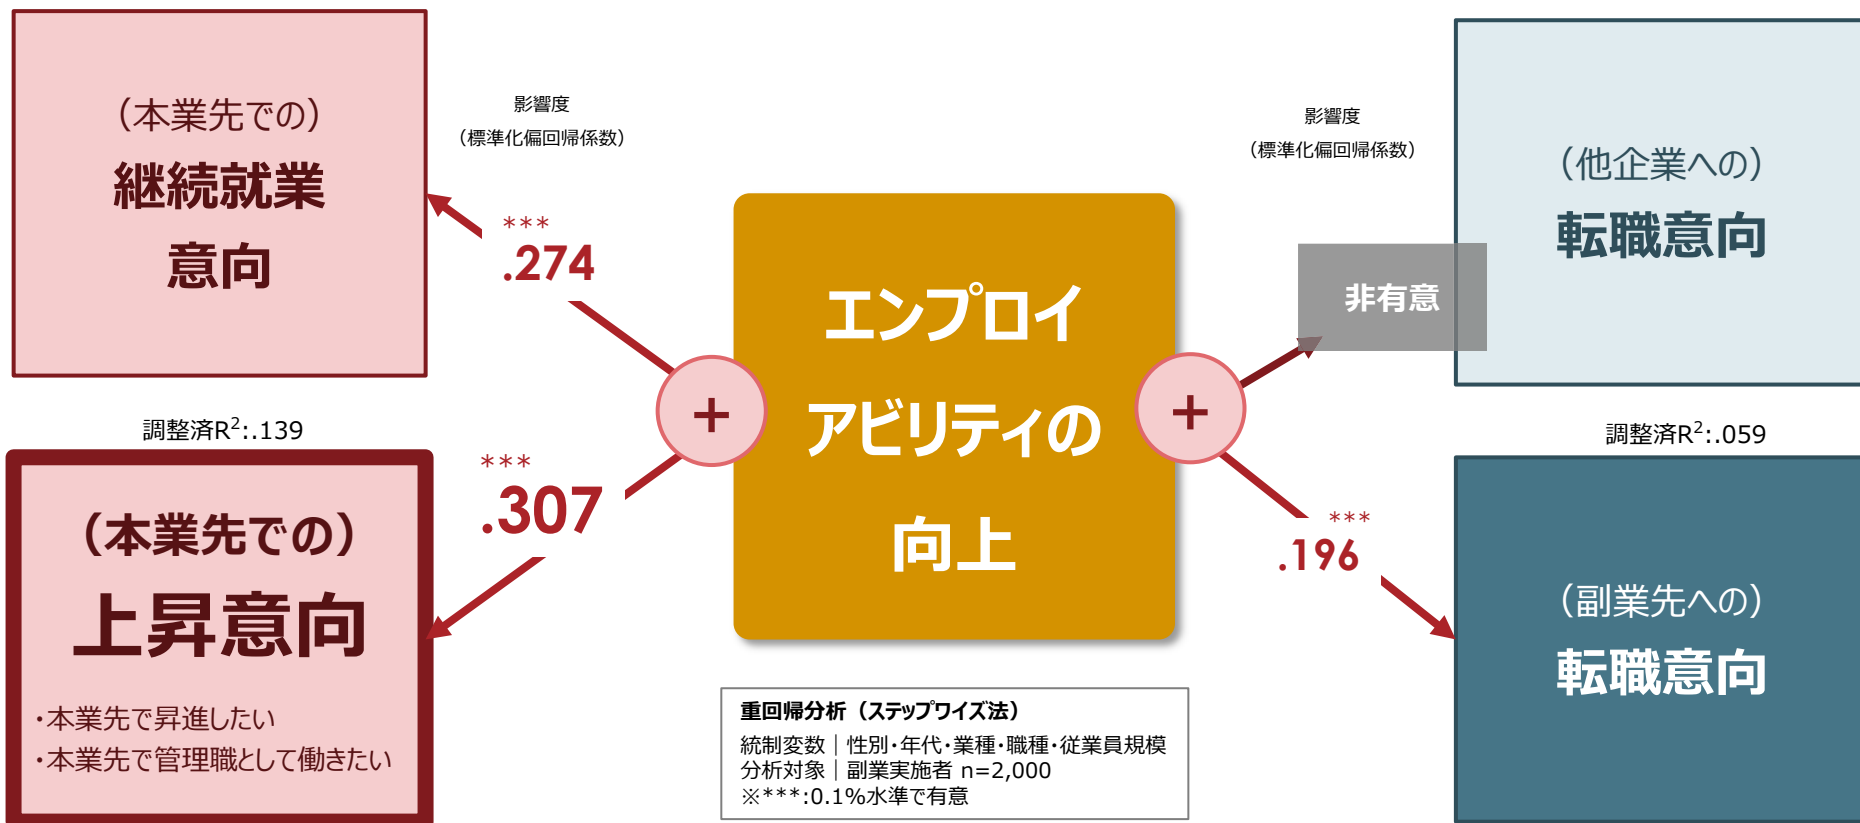 （本業先での）
継続就業
意向
影響度
（標準化偏回帰係数）
***
.274
調整済R²:.139
（本業先での）
上昇意向
・本業先で昇進したい
・本業先で管理職として働きたい
***
.307
+
エンプロイ
アビリティの
向上
+
重回帰分析（ステップワイズ法）
統制変数｜性別・年代・業種・職種・従業員規模
分析対象｜副業実施者 n=2,000
※***:0.1%水準で有意
影響度
（標準化偏回帰係数）
（他企業への）
転職意向
非有意
調整済R²:.059
***
.196
（副業先への）
転職意向